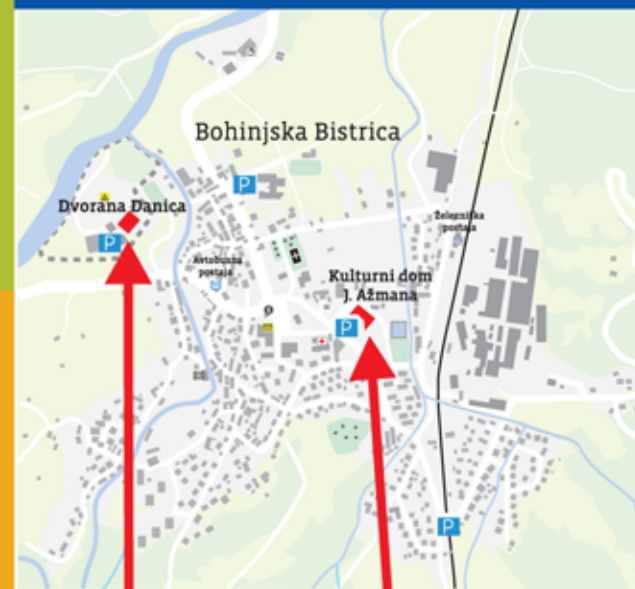 Bohinjska Bistrica
P
Dvorana Danica
P
Železniška
postaja
Avtobusna
postaja
Kulturni dom
J. Ažmana
P
P